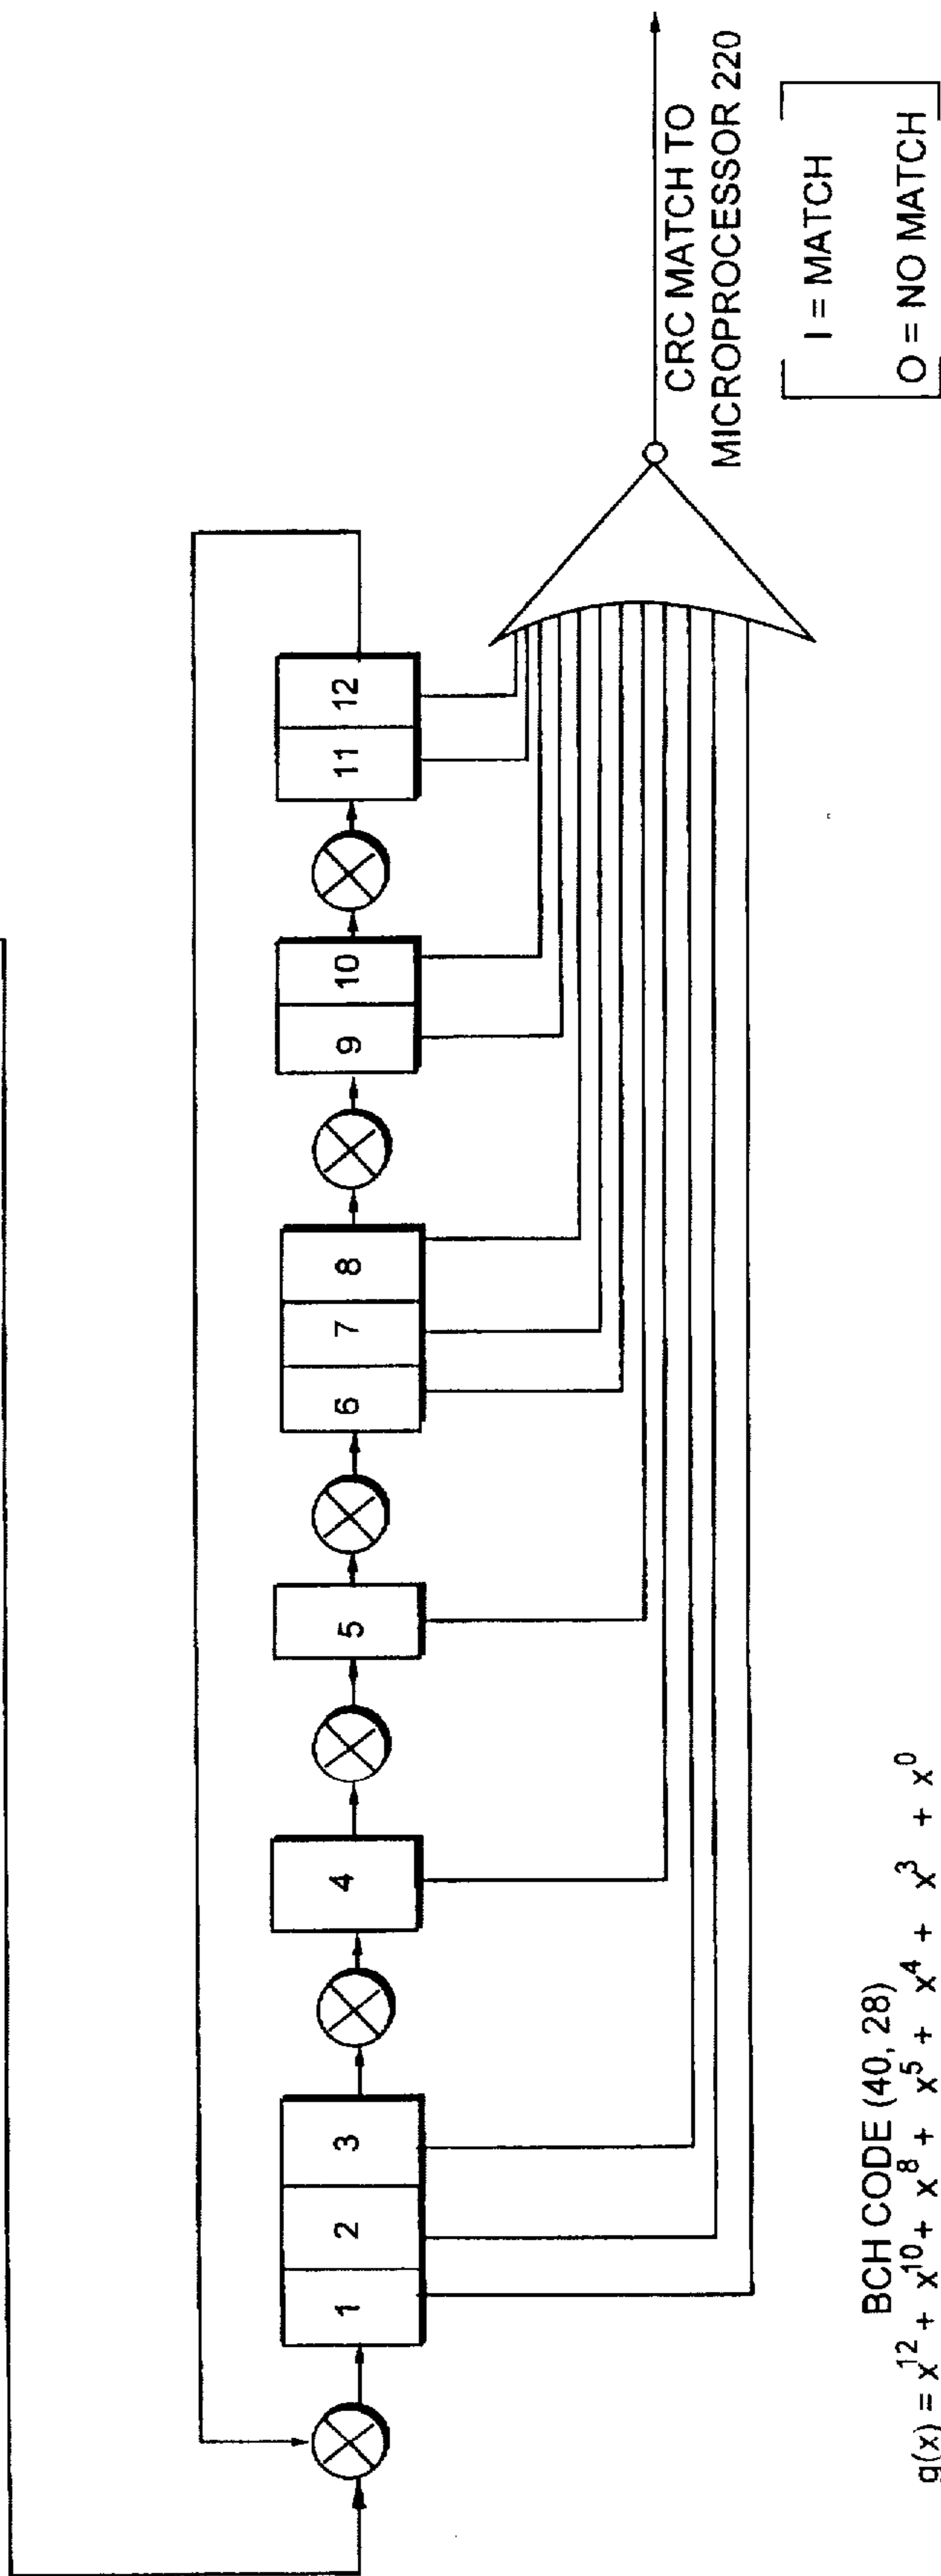 1 2 3 4 5 6 7 8 9 10 11 12
CRC MATCH TO
MICROPROCESSOR 220
I = MATCH
O = NO MATCH
BCH CODE (40, 28)
g(x) = x^12 + x^10 + x^8 + x^5 + x^4 + x^3 + x^0